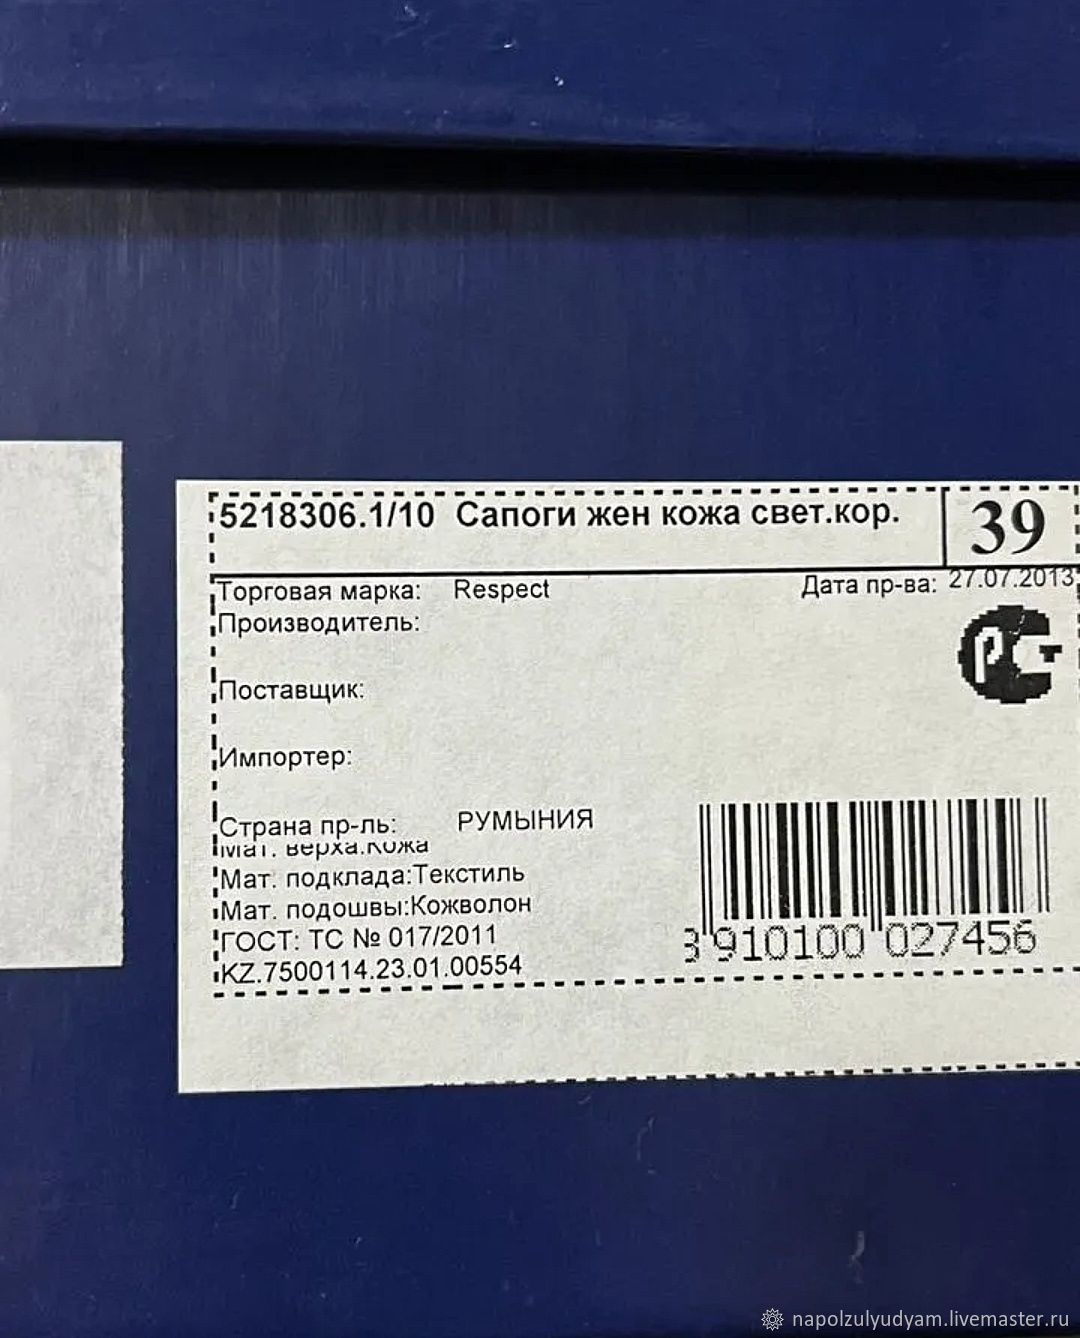 5218306.1/10 Сапоги жен кожа свет.кор. 39
Торговая марка: Respect Дата пр-ва: 27.07.2013
Производитель:
РСТ
Поставщик:
Импортер:
Страна пр-ль: РУМЫНИЯ
Мат. верха:Кожа
Мат. подклада:Текстиль
Мат. подошвы:Кожволон
ГОСТ: ТС № 017/2011
KZ.7500114.23.01.00554
3 910100 027456
napolzulyudyam.livemaster.ru